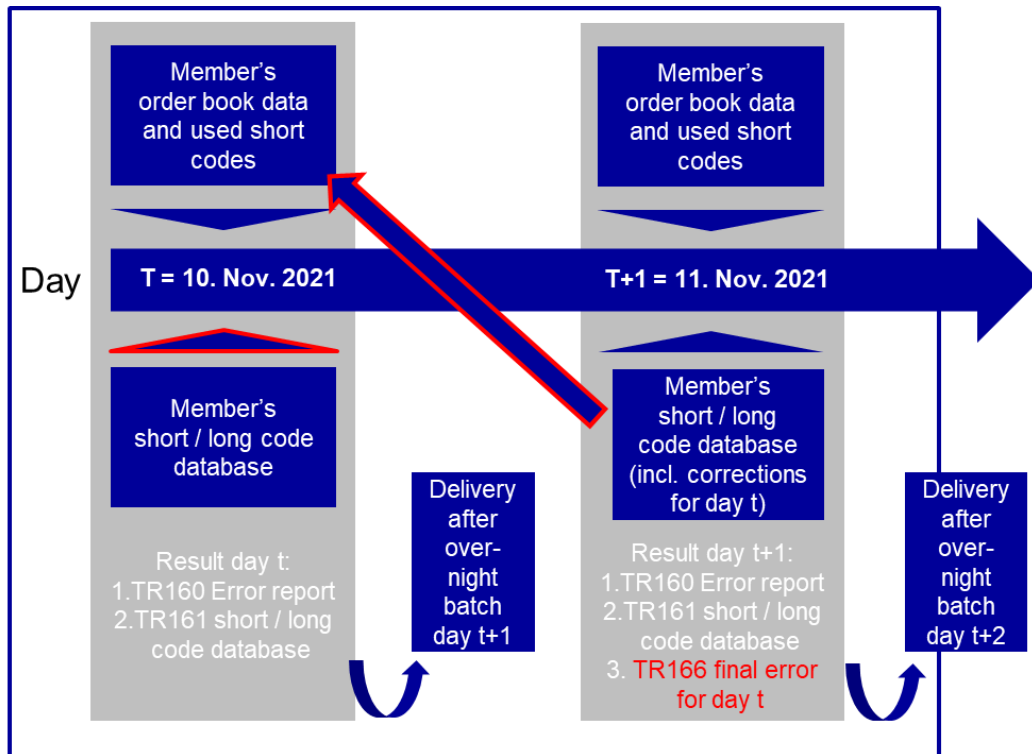 Member's
order book data
and used short
codes
Member's
order book data
and used short
codes
Day
T = 10. Nov. 2021
T+1 = 11. Nov. 2021
Member's
short / long code
database
Member's
short / long
code database
(incl. corrections
for day t)
Result day t:
1.TR160 Error report
2.TR161 short / long
code database
Delivery
after
over-
night
batch
day t+1
Result day t+1:
1.TR160 Error report
2.TR161 short / long
code database
3. TR166 final error
for day t
Delivery
after
over-
night
batch
day t+2